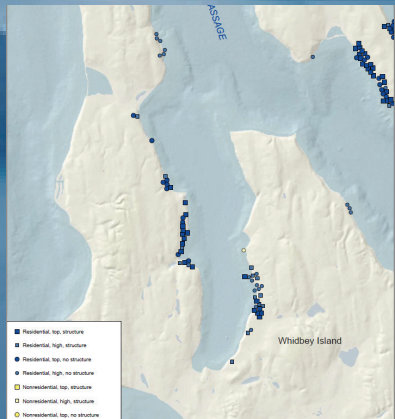 ASSAGE
Whidbey Island
Residential, top, structure
Residential, high, structure
Residential, top, no structure
Residential, high, no structure
Nonresidential, top, structure
Nonresidential, high, structure
Nonresidential, top, no structure